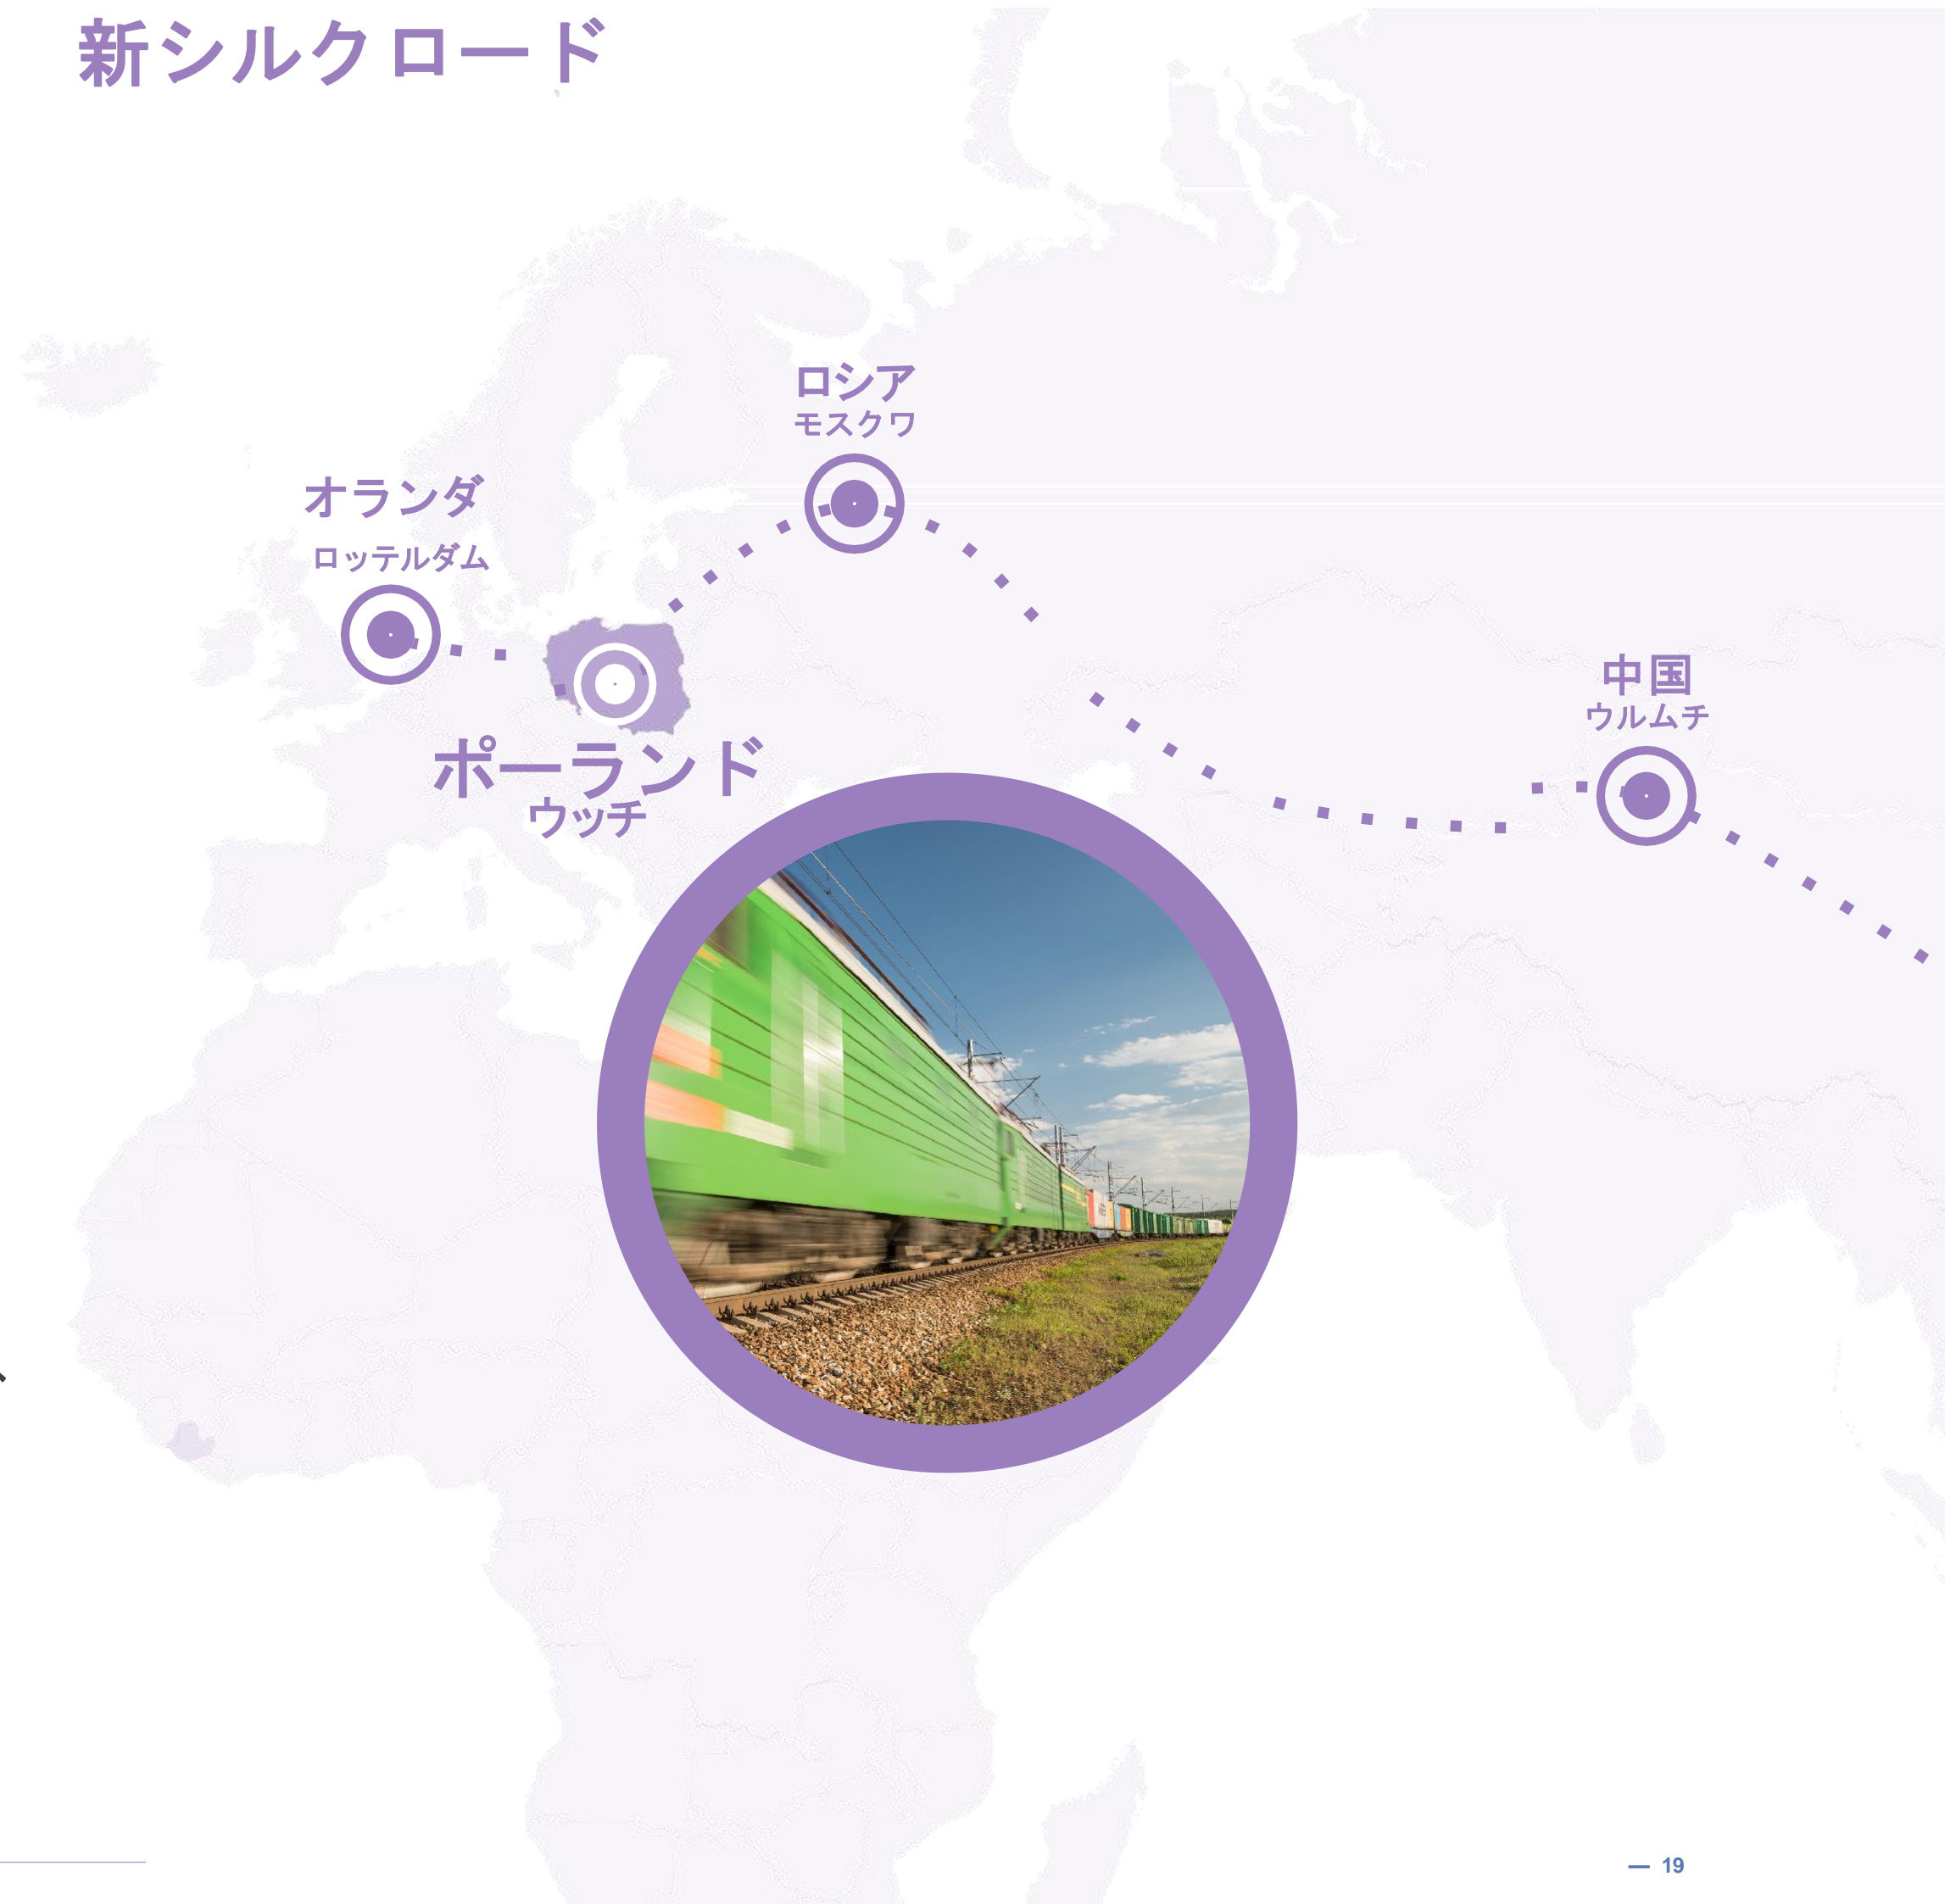 新シルクロード
ロシア
モスクワ
オランダ
ロッテルダム
中国
ウルムチ
ポーランド
ウッチ
— 19